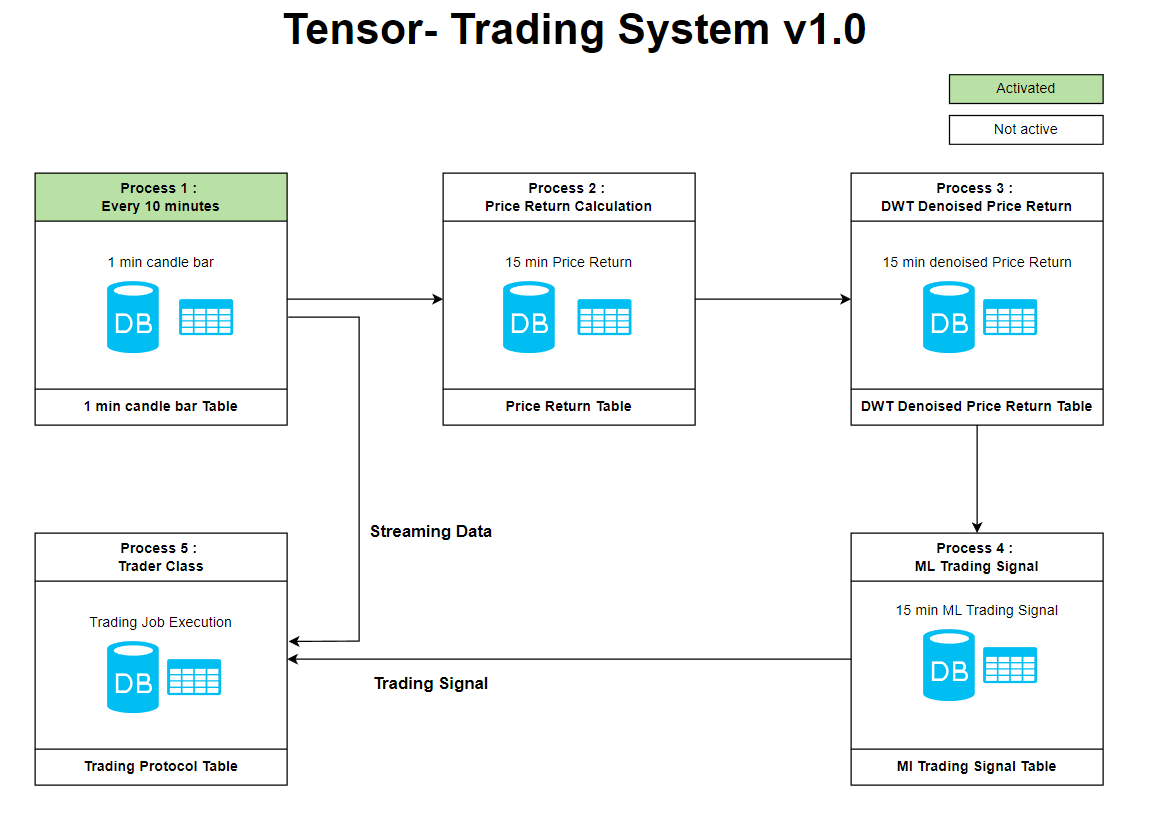 Tensor- Trading System v1.0
Activated
Not active
Process 1 :
Every 10 minutes
1 min candle bar
DB
1 min candle bar Table
Process 2 :
Price Return Calculation
15 min Price Return
DB
Price Return Table
Process 3 :
DWT Denoised Price Return
15 min denoised Price Return
DB
DWT Denoised Price Return Table
Streaming Data
Process 5 :
Trader Class
Trading Job Execution
DB
Trading Protocol Table
Trading Signal
Process 4 :
ML Trading Signal
15 min ML Trading Signal
DB
Ml Trading Signal Table